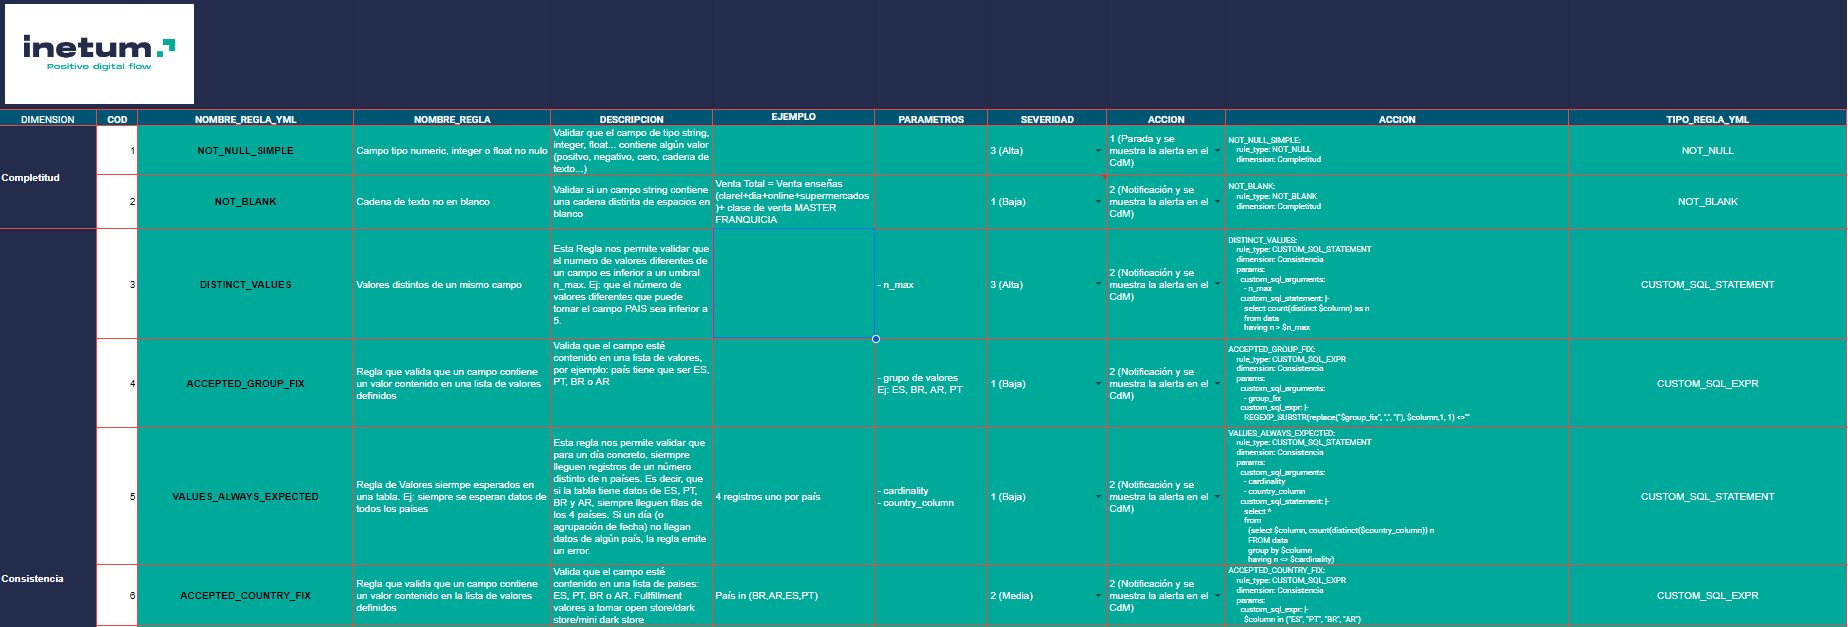 inetum
Positive digital flow
DIMENSION COD NOMBRE_REGLA_YML NOMBRE_REGLA DESCRIPCION EJEMPLO PARAMETROS SEVERIDAD ACCION ACCION TIPO_REGLA_YML
Completitud
1
NOT_NULL_SIMPLE
Campo tipo numeric, integer o float no nulo
Validar que el campo de tipo string,
integer, float... contiene algún valor
(positvo, negativo, cero, cadena de
texto...)
3 (Alta)
1 (Parada y se
muestra la alerta en el
CdM)
NOT_NULL_SIMPLE:
rule_type: NOT_NULL
dimension: Completitud
NOT_NULL
2
NOT_BLANK
Cadena de texto no en blanco
Validar si un campo string contiene
una cadena distinta de espacios en
blanco
Venta Total = Venta enseñas
(clarel+dia+online+supermercados
)+ clase de venta MASTER
FRANQUICIA
1 (Baja)
2 (Notificación y se
muestra la alerta en el
CdM)
NOT_BLANK:
rule_type: NOT_BLANK
dimension: Completitud
NOT_BLANK
Consistencia
3
DISTINCT_VALUES
Valores distintos de un mismo campo
Esta Regla nos permite validar que
el numero de valores diferentes de
un campo es inferior a un umbral
n_max. Ej: que el número de
valores diferentes que puede
tomar el campo PAIS sea inferior a
5.
- n_max
3 (Alta)
2 (Notificación y se
muestra la alerta en el
CdM)
DISTINCT_VALUES:
rule_type: CUSTOM_SQL_STATEMENT
dimension: Consistencia
params:
custom_sql_arguments:
- n_max
custom_sql_statement: |-
select count(distinct $column) as n
from data
having n > $n_max
CUSTOM_SQL_STATEMENT
4
ACCEPTED_GROUP_FIX
Regla que valida que un campo contiene
un valor contenido en una lista de valores
definidos
Valida que el campo esté
contenido en una lista de valores,
por ejemplo: país tiene que ser ES,
PT, BR o AR
- grupo de valores
Ej: ES, BR, AR, PT
1 (Baja)
2 (Notificación y se
muestra la alerta en el
CdM)
ACCEPTED_GROUP_FIX:
rule_type: CUSTOM_SQL_EXPR
dimension: Consistencia
params:
custom_sql_arguments:
- group_fix
custom_sql_expr: |-
REGEXP_SUBSTR(replace("$group_fix", ",", "|"), $column,1, 1) <>""
CUSTOM_SQL_EXPR
5
VALUES_ALWAYS_EXPECTED
Regla de Valores siermpe esperados en
una tabla. Ej: siempre se esperan datos de
todos los paises
Esta regla nos permite validar que
para un día concreto, siermpre
lleguen registros de un número
distinto de n países. Es decir, que
si la tabla tiene datos de ES, PT,
BR y AR, siempre lleguen filas de
los 4 países. Si un día (o
agrupación de fecha) no llegan
datos de algún país, la regla emite
un error.
4 registros uno por país
- cardinality
- country_column
1 (Baja)
2 (Notificación y se
muestra la alerta en el
CdM)
VALUES_ALWAYS_EXPECTED:
rule_type: CUSTOM_SQL_STATEMENT
dimension: Consistencia
params:
custom_sql_arguments:
- cardinality
- country_column
custom_sql_statement: |-
select *
from
(select $column, count(distinct($country_column)) n
FROM data
group by $column
having n <> $cardinality)
CUSTOM_SQL_STATEMENT
6
ACCEPTED_COUNTRY_FIX
Regla que valida que un campo contiene
un valor contenido en la lista de valores
definidos
Valida que el campo esté
contenido en una lista de paises:
ES, PT, BR o AR. Fullfillment
valores a tomar open store/dark
store/mini dark store
País in (BR,AR,ES,PT)
2 (Media)
2 (Notificación y se
muestra la alerta en el
CdM)
ACCEPTED_COUNTRY_FIX:
rule_type: CUSTOM_SQL_EXPR
dimension: Consistencia
params:
custom_sql_expr: |-
$column in ("ES", "PT", "BR", "AR")
CUSTOM_SQL_EXPR